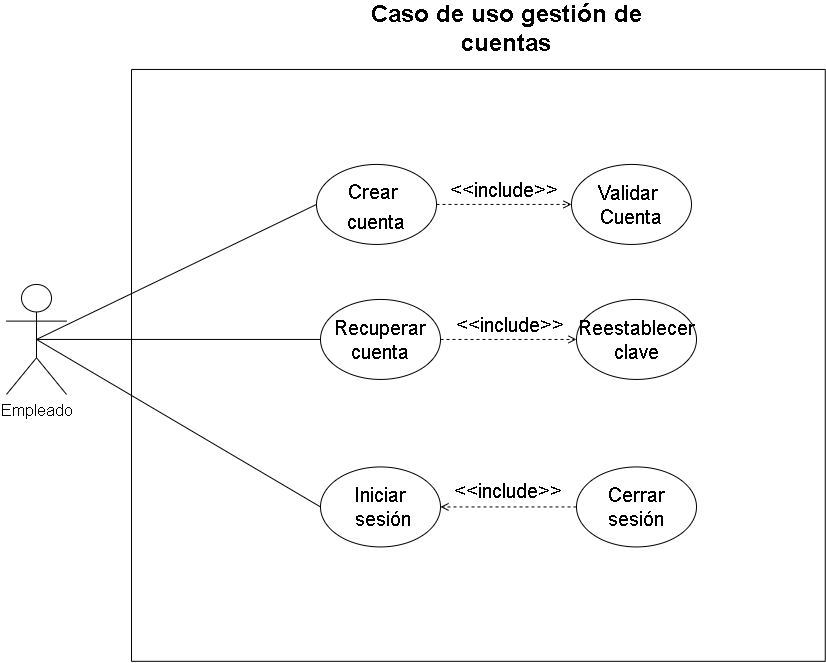 Caso de uso gestión de
cuentas
Crear
cuenta
<<include>>
Validar
Cuenta
Recuperar
cuenta
<<include>>
Reestablecer
clave
Empleado
Iniciar
sesión
<<include>>
Cerrar
sesión